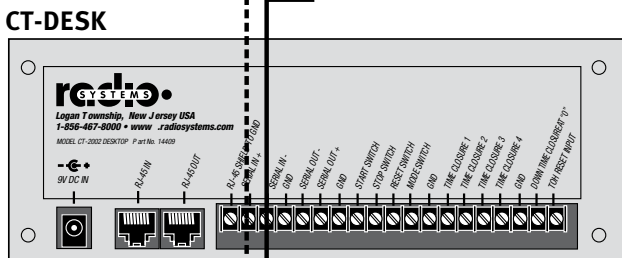 CT-DESK
radio
SYSTEMS
Logan Township, New Jersey USA
1-856-467-8000 • www .radiosystems.com
MODEL CT-2002 DESKTOP Part No. 14409
9V DC IN
RJ-45 IN
RJ-45 OUT
RJ-45 SHIELD TO GND
SERIAL IN +
SERIAL IN -
GND
SERIAL OUT -
SERIAL OUT +
GND
START SWITCH
STOP SWITCH
RESET SWITCH
MODE SWITCH
GND
TIME CLOSURE 1
TIME CLOSURE 2
TIME CLOSURE 3
TIME CLOSURE 4
GND
DOWN TIME CLOSURE AT "0"
TOH RESET INPUT